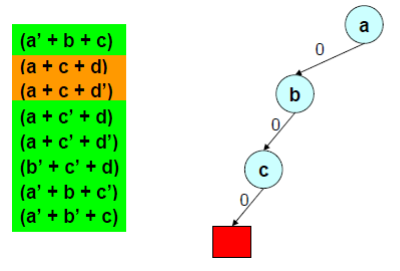 (a’ + b + c)
(a + c + d)
(a + c + d’)
(a + c’ + d)
(a + c’ + d’)
(b’ + c’ + d)
(a’ + b + c’)
(a’ + b’ + c)
a
0
b
0
c
0